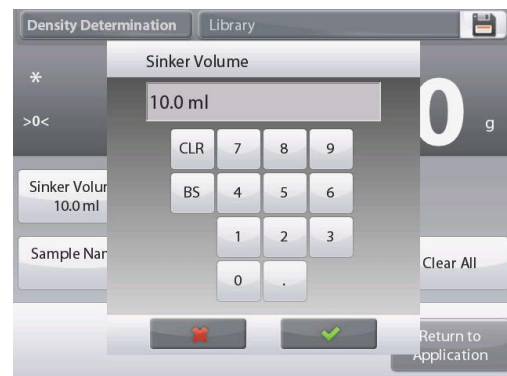 Density Determination Library
Sinker Volume
*
10.0 ml
>0<
0 g
CLR 7 8 9
Sinker Volur
10.0 ml
BS 4 5 6
1 2 3
Sample Nar
Clear All
0 .
Return to
Application